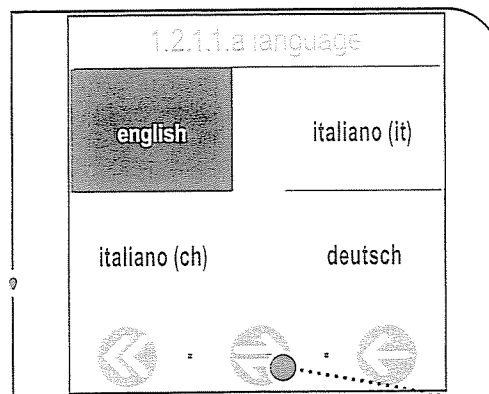 1.2.1.1.a language
english
italiano (it)
italiano (ch)
deutsch